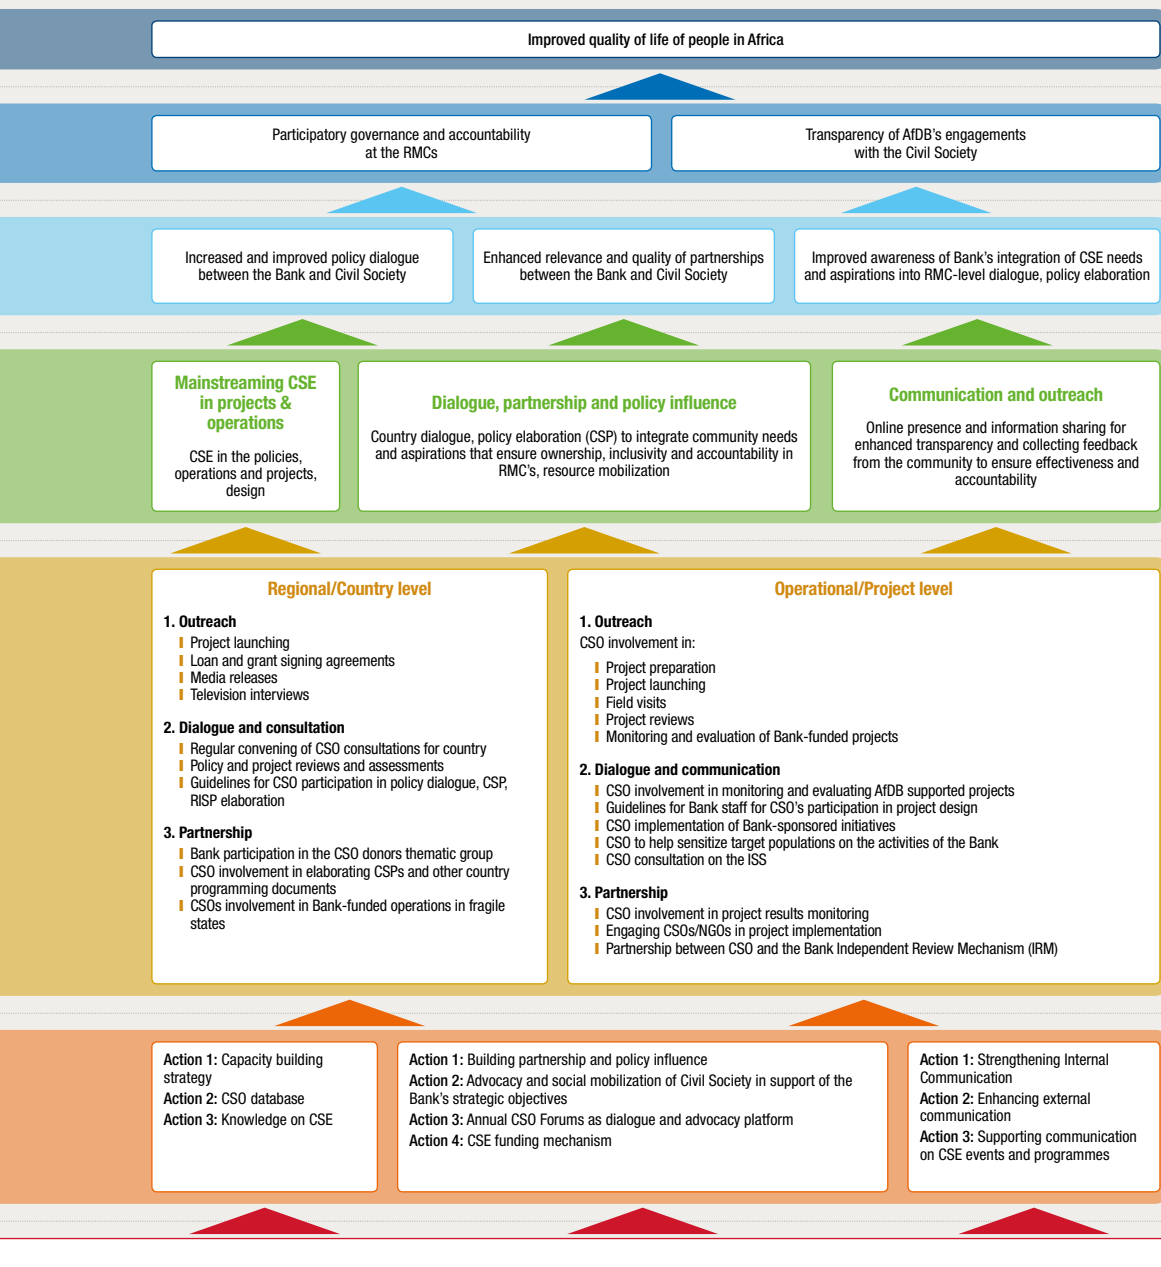 Improved quality of life of people in Africa
Participatory governance and accountability
at the RMCs
Transparency of AfDB's engagements
with the Civil Society
Increased and improved policy dialogue
between the Bank and Civil Society
Enhanced relevance and quality of partnerships
between the Bank and Civil Society
Improved awareness of Bank's integration of CSE needs
and aspirations into RMC-level dialogue, policy elaboration
Mainstreaming CSE
in projects &
operations
CSE in the policies,
operations and projects,
design
Dialogue, partnership and policy influence
Country dialogue, policy elaboration (CSP) to integrate community needs
and aspirations that ensure ownership, inclusivity and accountability in
RMC's, resource mobilization
Communication and outreach
Online presence and information sharing for
enhanced transparency and collecting feedback
from the community to ensure effectiveness and
accountability
Regional/Country level
1. Outreach
Project launching
Loan and grant signing agreements
Media releases
Television interviews
2. Dialogue and consultation
Regular convening of CSO consultations for country
Policy and project reviews and assessments
Guidelines for CSO participation in policy dialogue, CSP,
RISP elaboration
3. Partnership
Bank participation in the CSO donors thematic group
CSO involvement in elaborating CSPs and other country
programming documents
CSOs involvement in Bank-funded operations in fragile
states
Operational/Project level
1. Outreach
CSO involvement in:
Project preparation
Project launching
Field visits
Project reviews
Monitoring and evaluation of Bank-funded projects
2. Dialogue and communication
CSO involvement in monitoring and evaluating AfDB supported projects
Guidelines for Bank staff for CSO's participation in project design
CSO implementation of Bank-sponsored initiatives
CSO to help sensitize target populations on the activities of the Bank
CSO consultation on the ISS
3. Partnership
CSO involvement in project results monitoring
Engaging CSOs/NGOs in project implementation
Partnership between CSO and the Bank Independent Review Mechanism (IRM)
Action 1: Capacity building
strategy
Action 2: CSO database
Action 3: Knowledge on CSE
Action 1: Building partnership and policy influence
Action 2: Advocacy and social mobilization of Civil Society in support of the
Bank's strategic objectives
Action 3: Annual CSO Forums as dialogue and advocacy platform
Action 4: CSE funding mechanism
Action 1: Strengthening Internal
Communication
Action 2: Enhancing external
communication
Action 3: Supporting communication
on CSE events and programmes